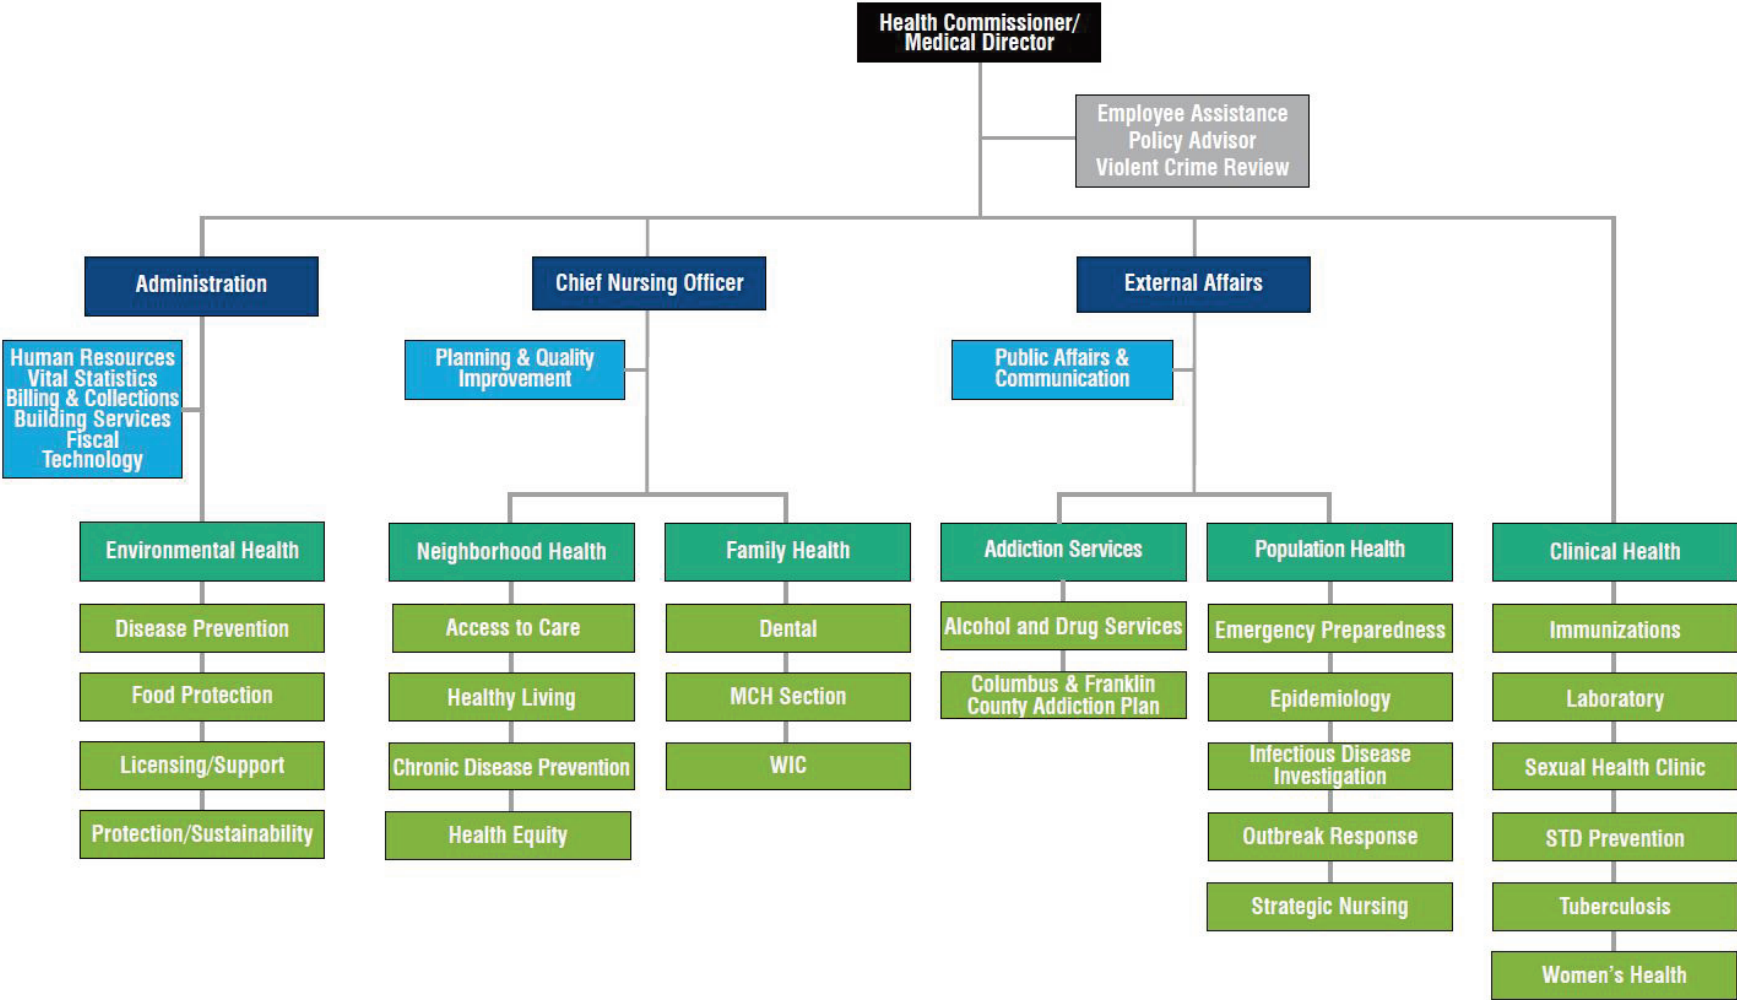 Health Commissioner/
Medical Director
Employee Assistance
Policy Advisor
Violent Crime Review
Administration
Chief Nursing Officer
External Affairs
Human Resources
Vital Statistics
Billing & Collections
Building Services
Fiscal
Technology
Planning & Quality
Improvement
Public Affairs &
Communication
Environmental Health
Disease Prevention
Food Protection
Licensing/Support
Protection/Sustainability
Neighborhood Health
Access to Care
Healthy Living
Chronic Disease Prevention
Health Equity
Family Health
Dental
MCH Section
WIC
Addiction Services
Alcohol and Drug Services
Columbus & Franklin
County Addiction Plan
Population Health
Emergency Preparedness
Epidemiology
Infectious Disease
Investigation
Outbreak Response
Strategic Nursing
Clinical Health
Immunizations
Laboratory
Sexual Health Clinic
STD Prevention
Tuberculosis
Women's Health